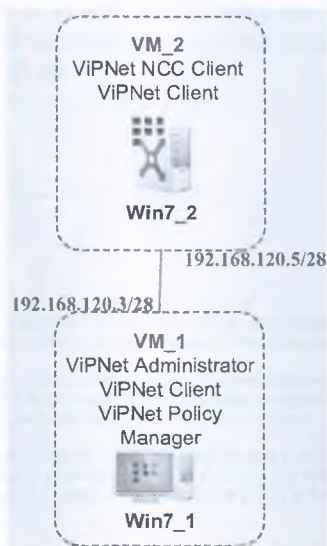 VM_2
ViPNet NCC Client
ViPNet Client
Win7_2
192.168.120.5/28
192.168.120.3/28
VM_1
ViPNet Administrator
ViPNet Client
ViPNet Policy
Manager
Win7_1